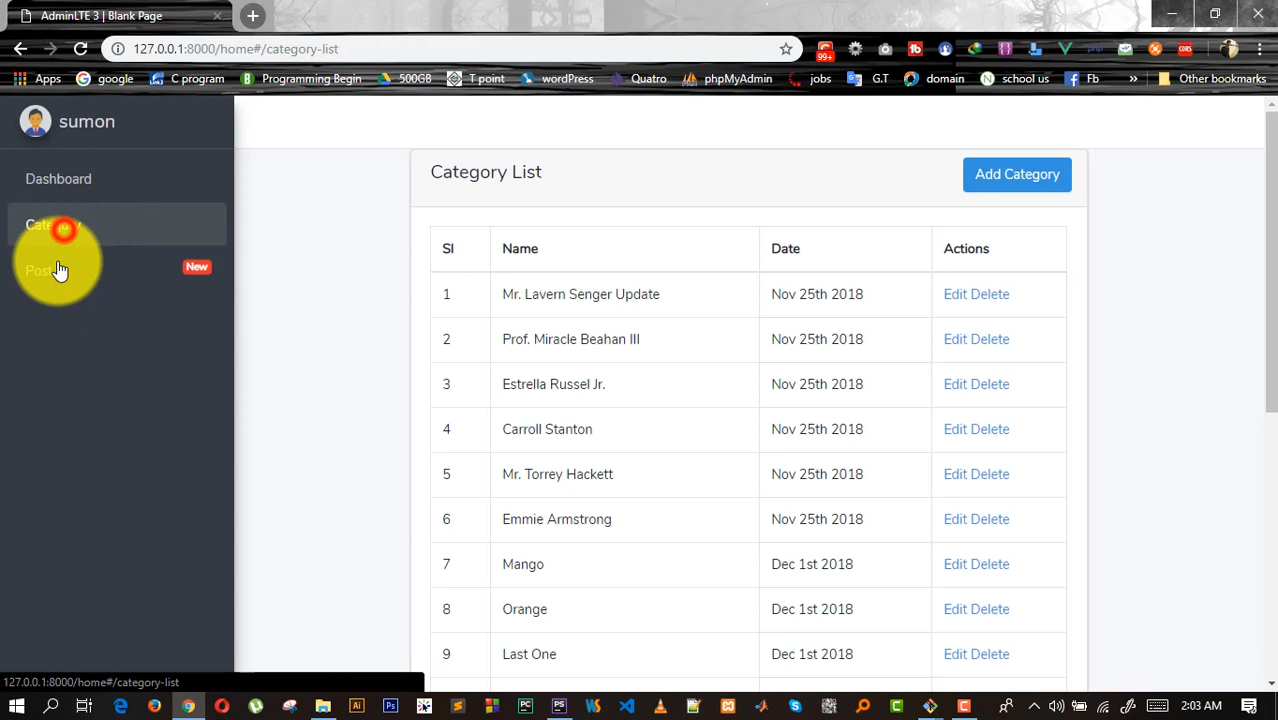 AdminLTE 3 | Blank Page
127.0.0.1:8000/home#/category-list
99+
CORS
Apps google C program Programming Begin 500GB T point wordPress Quatro phpMyAdmin jobs G.T domain school us Fb » Other bookmarks
sumon
Dashboard
Category
Post New
Category List
Add Category
Sl Name Date Actions
1 Mr. Lavern Senger Update Nov 25th 2018 Edit Delete
2 Prof. Miracle Beahan III Nov 25th 2018 Edit Delete
3 Estrella Russel Jr. Nov 25th 2018 Edit Delete
4 Carroll Stanton Nov 25th 2018 Edit Delete
5 Mr. Torrey Hackett Nov 25th 2018 Edit Delete
6 Emmie Armstrong Nov 25th 2018 Edit Delete
7 Mango Dec 1st 2018 Edit Delete
8 Orange Dec 1st 2018 Edit Delete
9 Last One Dec 1st 2018 Edit Delete
127.0.0.1:8000/home#/category-list
2:03 AM